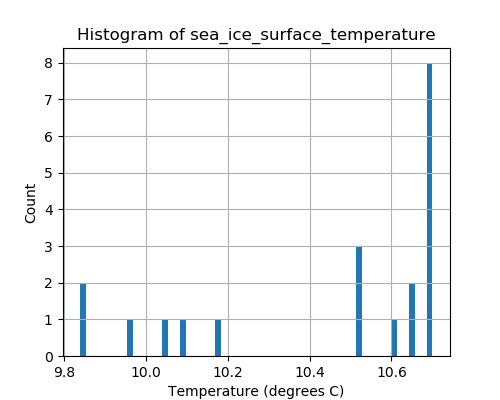 Histogram of sea_ice_surface_temperature
8
7
6
5
4
3
2
1
0
Count
9.8 10.0 10.2 10.4 10.6
Temperature (degrees C)